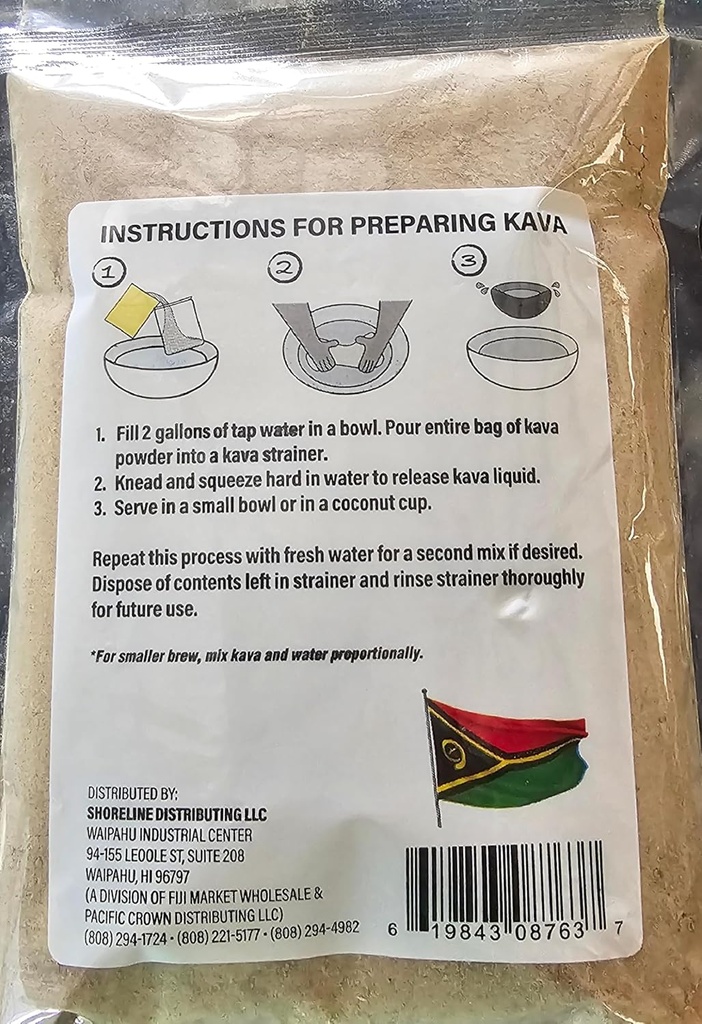 INSTRUCTIONS FOR PREPARING KAVA
1 2 3
1. Fill 2 gallons of tap water in a bowl. Pour entire bag of kava
powder into a kava strainer.
2. Knead and squeeze hard in water to release kava liquid.
3. Serve in a small bowl or in a coconut cup.
Repeat this process with fresh water for a second mix if desired.
Dispose of contents left in strainer and rinse strainer thoroughly
for future use.
*For smaller brew, mix kava and water proportionally.
DISTRIBUTED BY:
SHORELINE DISTRIBUTING LLC
WAIPAHU INDUSTRIAL CENTER
94-155 LEOOLE ST, SUITE 208
WAIPAHU, HI 96797
(A DIVISION OF FIJI MARKET WHOLESALE &
PACIFIC CROWN DISTRIBUTING LLC)
(808) 294-1724 • (808) 221-5177 • (808) 294-4982
6 19843 08763 7